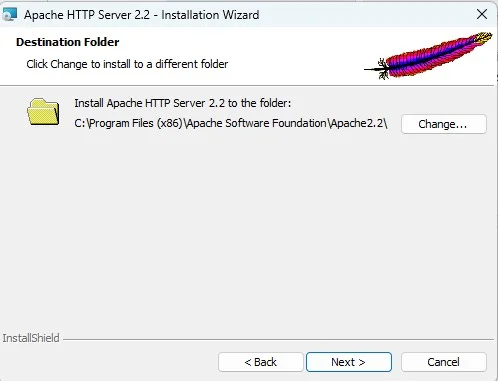 Apache HTTP Server 2.2 - Installation Wizard
Destination Folder
Click Change to install to a different folder
Install Apache HTTP Server 2.2 to the folder:
C:\Program Files (x86)\Apache Software Foundation\Apache2.2\
Change...
InstallShield
< Back
Next >
Cancel